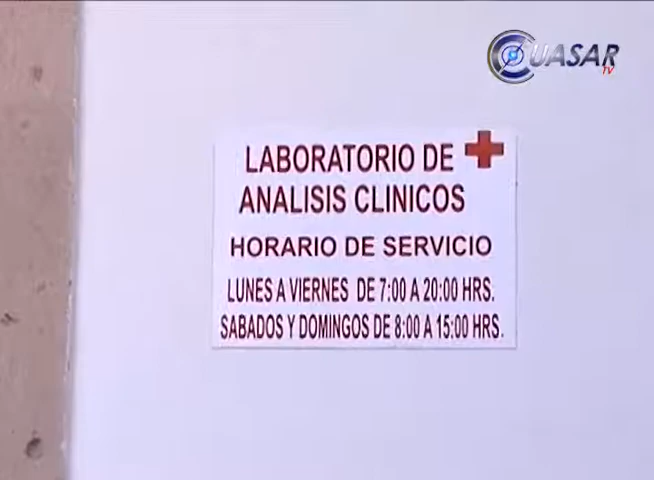 QUASAR
TV
LABORATORIO DE
ANALISIS CLINICOS
HORARIO DE SERVICIO
LUNES A VIERNES DE 7:00 A 20:00 HRS.
SABADOS Y DOMINGOS DE 8:00 A 15:00 HRS.